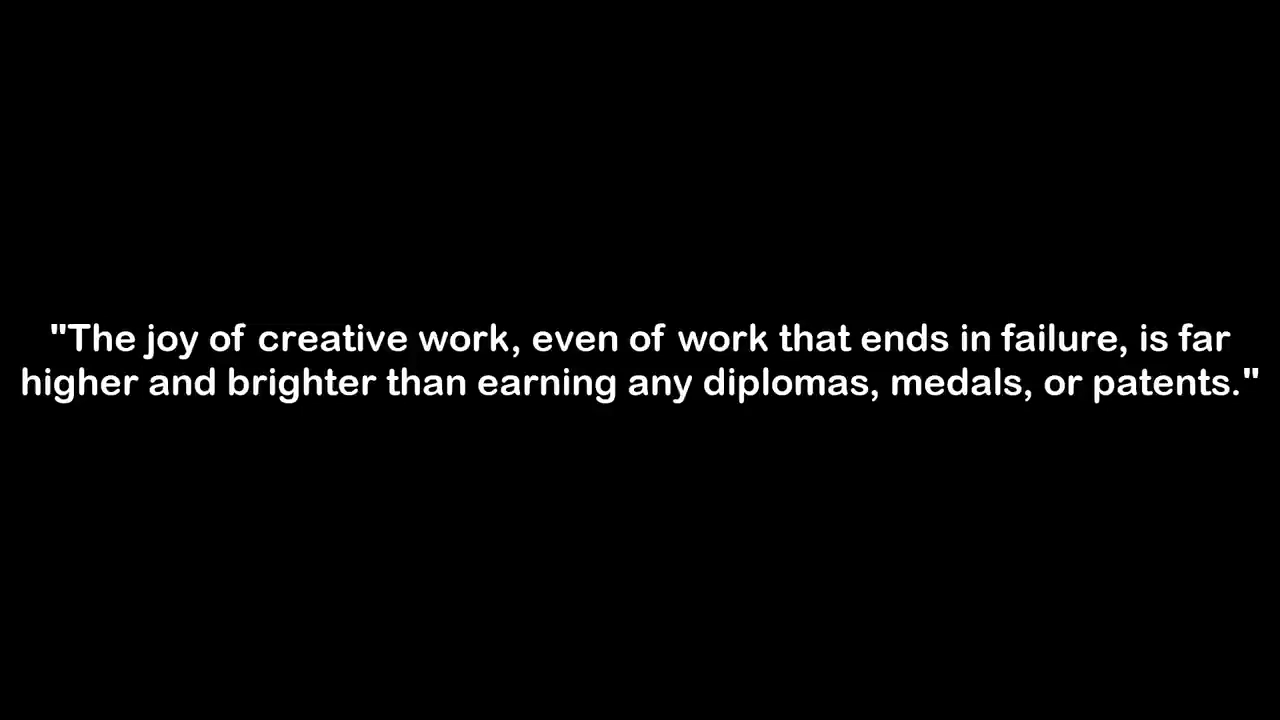 "The joy of creative work, even of work that ends in failure, is far
higher and brighter than earning any diplomas, medals, or patents."